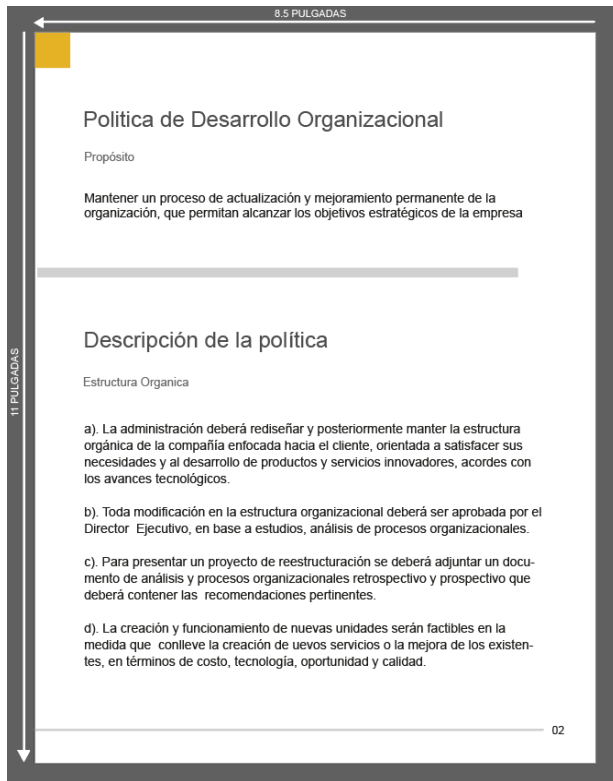 8.5 PULGADAS
11 PULGADAS
Politica de Desarrollo Organizacional
Propósito
Mantener un proceso de actualización y mejoramiento permanente de la
organización, que permitan alcanzar los objetivos estratégicos de la empresa
Descripción de la política
Estructura Organica
a). La administración deberá rediseñar y posteriormente manter la estructura
orgánica de la compañía enfocada hacia el cliente, orientada a satisfacer sus
necesidades y al desarrollo de productos y servicios innovadores, acordes con
los avances tecnológicos.
b). Toda modificación en la estructura organizacional deberá ser aprobada por el
Director  Ejecutivo, en base a estudios, análisis de procesos organizacionales.
c). Para presentar un proyecto de reestructuración se deberá adjuntar un docu-
mento de análisis y procesos organizacionales retrospectivo y prospectivo que
deberá contener las  recomendaciones pertinentes.
d). La creación y funcionamiento de nuevas unidades serán factibles en la
medida que  conlleve la creación de uevos servicios o la mejora de los existen-
tes, en términos de costo, tecnología, oportunidad y calidad.
02